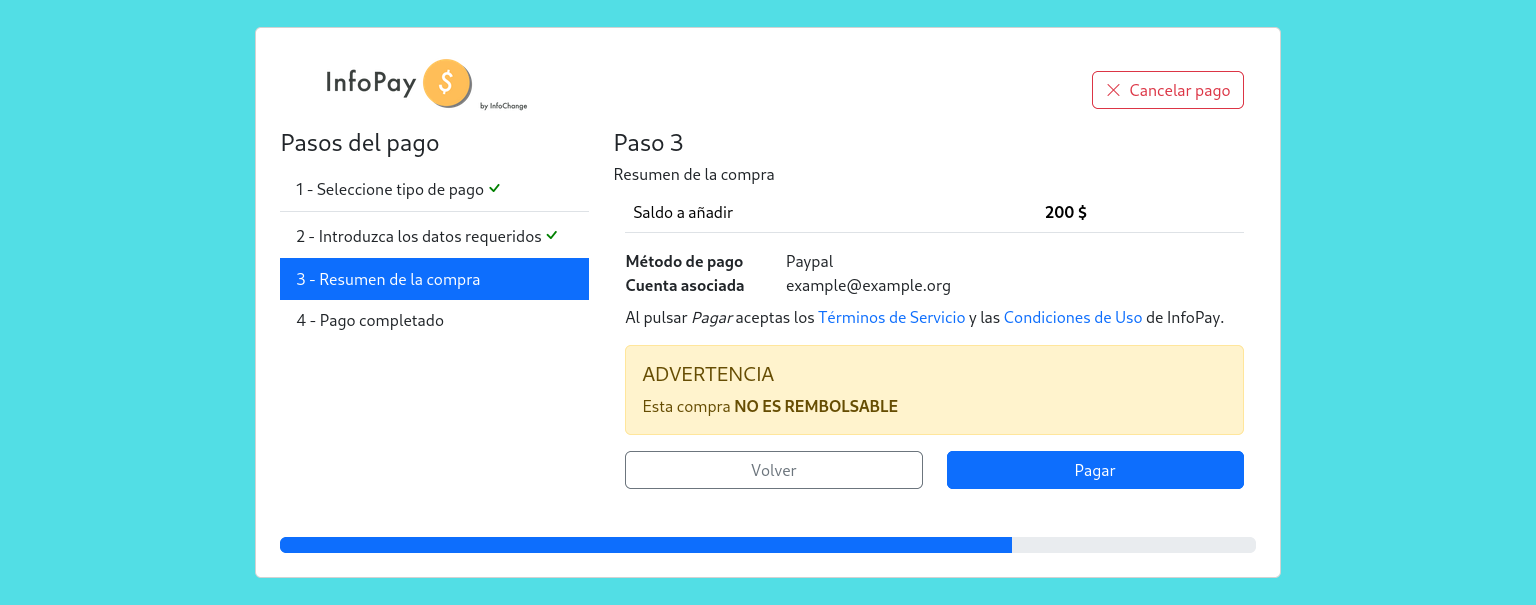 InfoPay $
by InfoChange
Cancelar pago
Pasos del pago
1 - Seleccione tipo de pago
2 - Introduzca los datos requeridos
3 - Resumen de la compra
4 - Pago completado
Paso 3
Resumen de la compra
Saldo a añadir 200 $
Método de pago Paypal
Cuenta asociada example@example.org
Al pulsar Pagar aceptas los Términos de Servicio y las Condiciones de Uso de InfoPay.
ADVERTENCIA
Esta compra NO ES REMBOLSABLE
Volver
Pagar